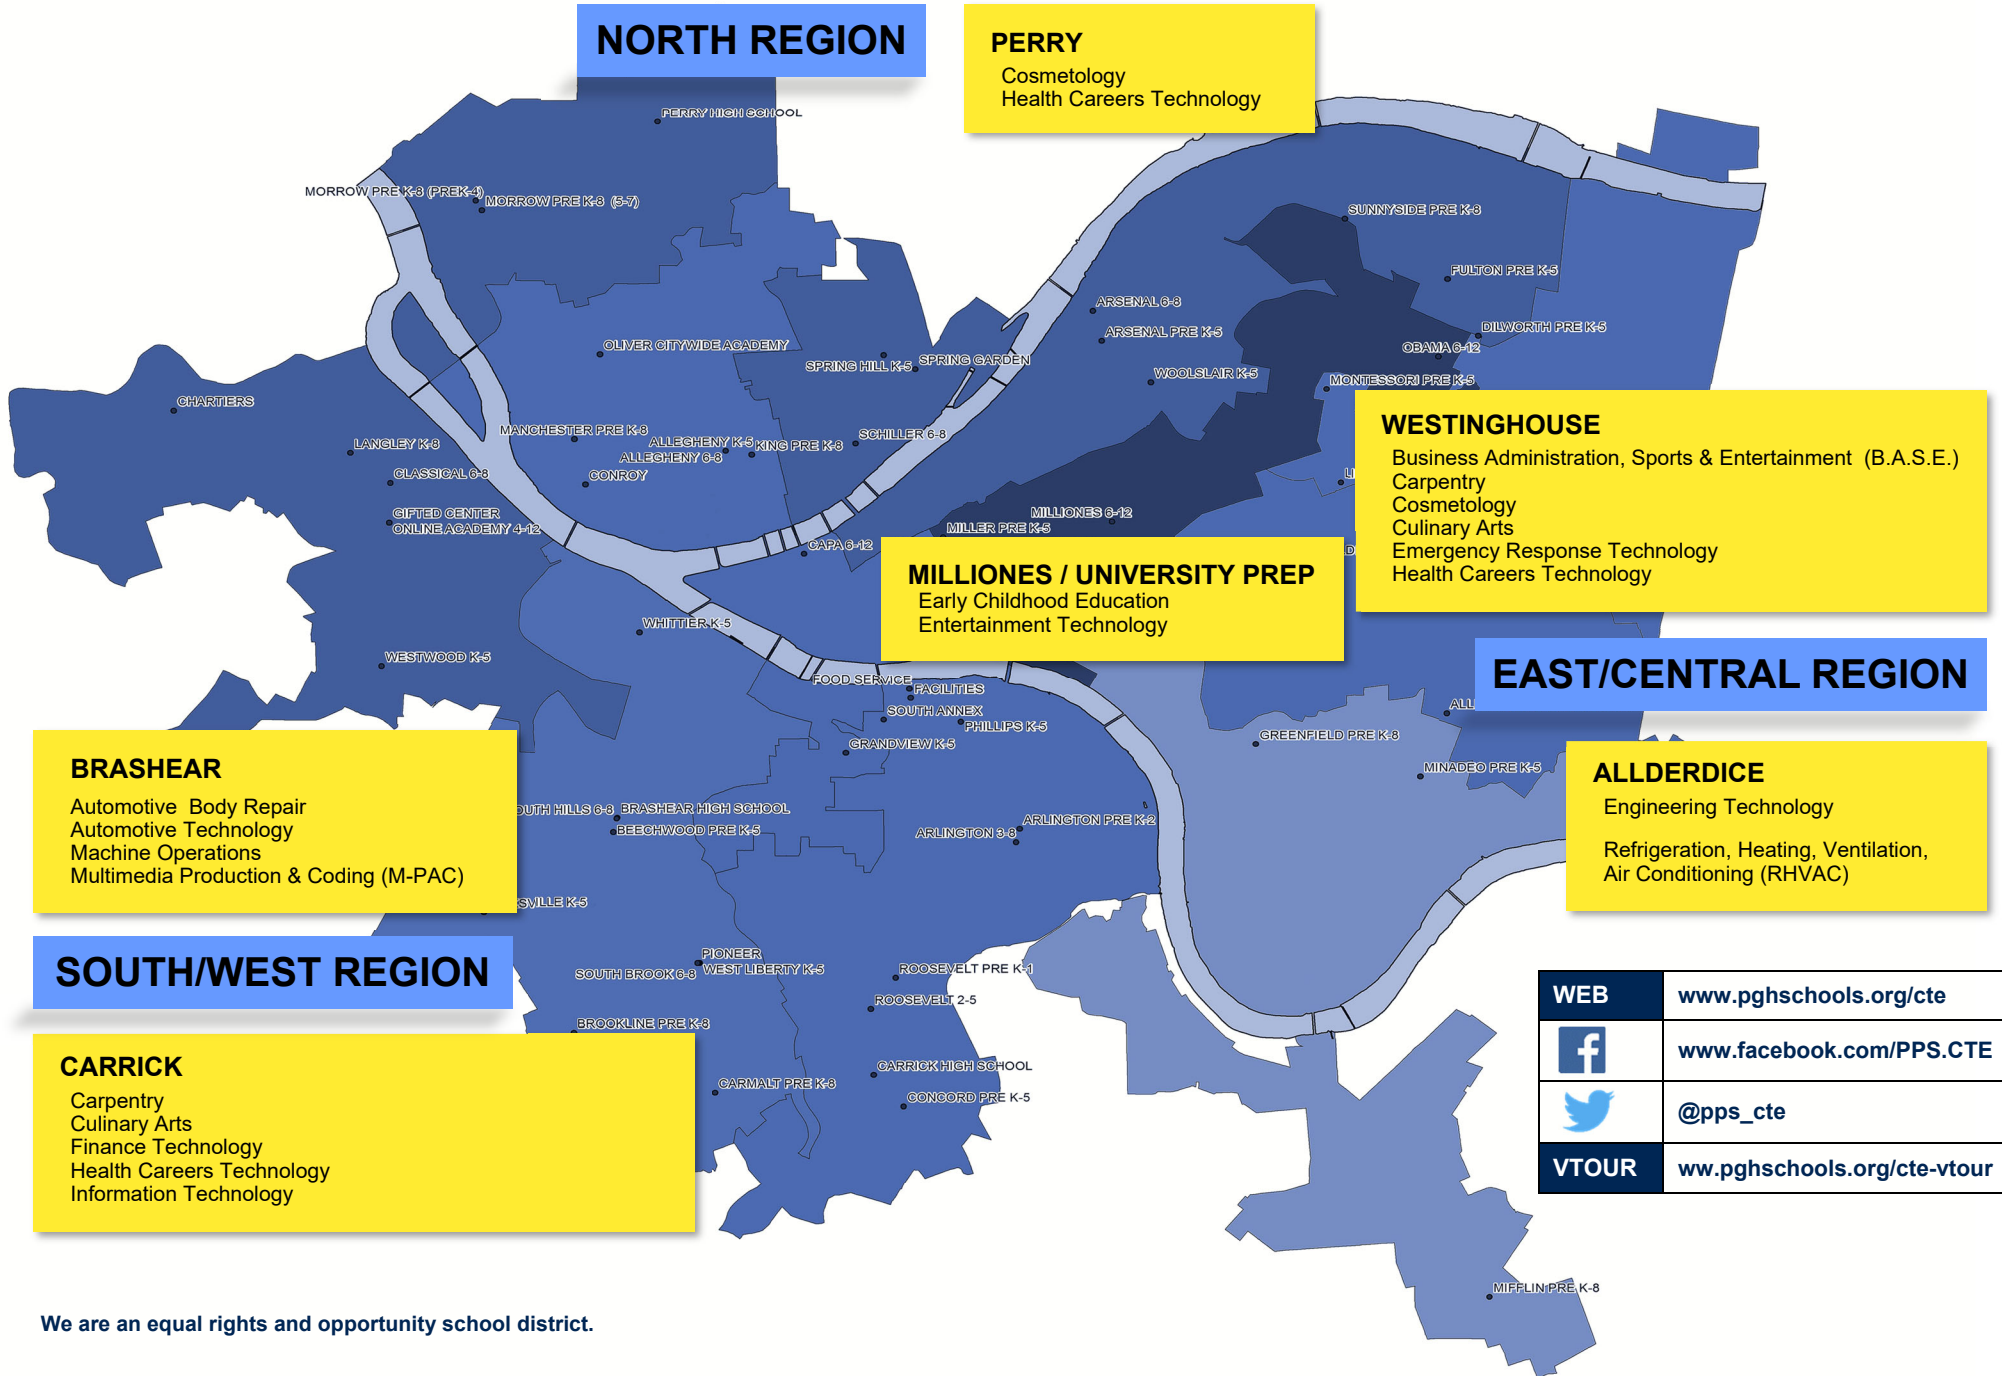 NORTH REGION
PERRY
Cosmetology
Health Careers Technology
PERRY HIGH SCHOOL
MORROW PRE K-8 (PREK-4)
MORROW PRE K-8 (5-7)
SUNNYSIDE PRE K-8
FULTON PRE K-5
ARSENAL 6-8
ARSENAL PRE K-5
DILWORTH PRE K-5
OBAMA 6-12
OLIVER CITYWIDE ACADEMY
SPRING HILL K-5
SPRING GARDEN
WOOLSLAIR K-5
MONTESSORI PRE K-5
CHARTIERS
LANGLEY K-8
MANCHESTER PRE K-8
ALLEGHENY K-5
KING PRE K-8
SCHILLER 6-8
ALLEGHENY 6-8
CLASSICAL 6-8
CONROY
GIFTED CENTER
ONLINE ACADEMY 4-12
MILLIONES 6-12
MILLER PRE K-5
CAPA 6-12
WESTINGHOUSE
Business Administration, Sports & Entertainment (B.A.S.E.)
Carpentry
Cosmetology
Culinary Arts
Emergency Response Technology
Health Careers Technology
MILLIONES / UNIVERSITY PREP
Early Childhood Education
Entertainment Technology
WHITTIER K-5
WESTWOOD K-5
FOOD SERVICE
FACILITIES
SOUTH ANNEX
PHILLIPS K-5
GRANDVIEW K-5
EAST/CENTRAL REGION
ALL
GREENFIELD PRE K-8
MINADEO PRE K-5
ALLDERDICE
Engineering Technology
Refrigeration, Heating, Ventilation,
Air Conditioning (RHVAC)
BRASHEAR
Automotive Body Repair
Automotive Technology
Machine Operations
Multimedia Production & Coding (M-PAC)
OUTH HILLS 6-8
BRASHEAR HIGH SCHOOL
BEECHWOOD PRE K-5
ARLINGTON 3-8
ARLINGTON PRE K-2
SVILLE K-5
SOUTH/WEST REGION
PIONEER
SOUTH BROOK 6-8
WEST LIBERTY K-5
ROOSEVELT PRE K-1
ROOSEVELT 2-5
BROOKLINE PRE K-8
CARRICK HIGH SCHOOL
CARMALT PRE K-8
CONCORD PRE K-5
CARRICK
Carpentry
Culinary Arts
Finance Technology
Health Careers Technology
Information Technology
WEB www.pghschools.org/cte
www.facebook.com/PPS.CTE
@pps_cte
VTOUR ww.pghschools.org/cte-vtour
MIFFLIN PRE K-8
We are an equal rights and opportunity school district.